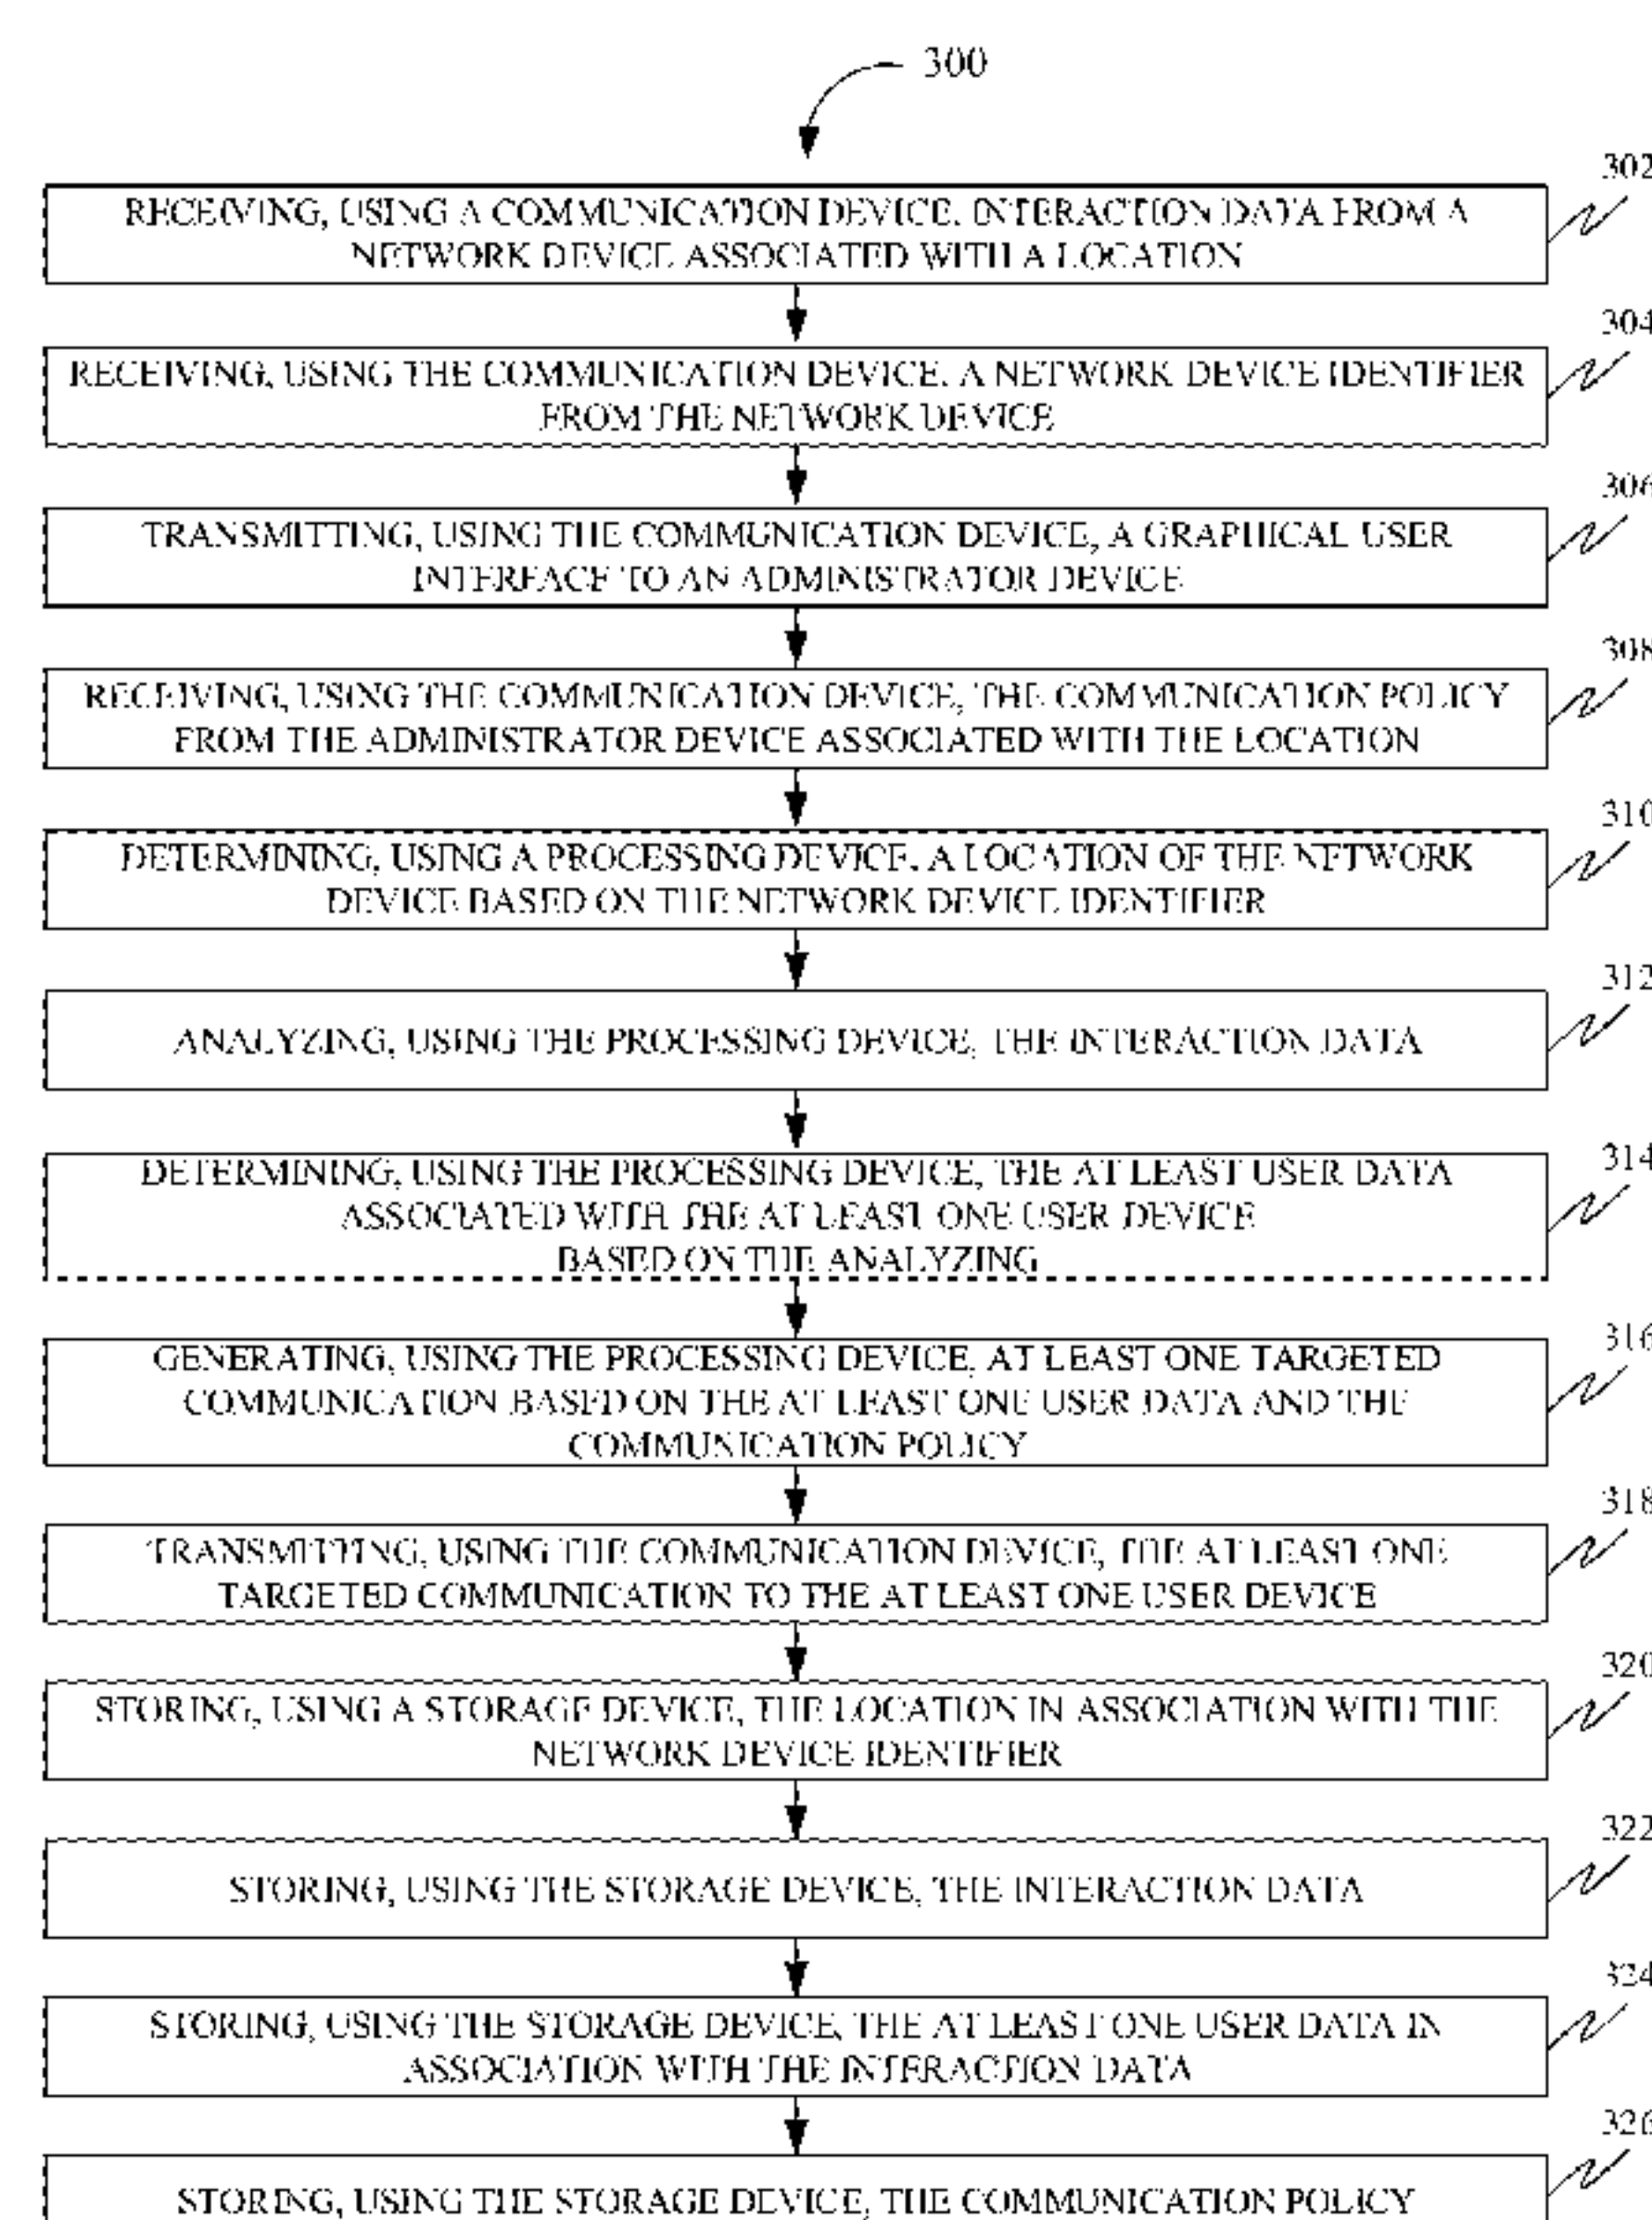 300
302
RECEIVING, USING A COMMUNICATION DEVICE, INTERACTION DATA FROM A
NETWORK DEVICE ASSOCIATED WITH A LOCATION
304
RECEIVING, USING THE COMMUNICATION DEVICE, A NETWORK DEVICE IDENTIFIER
FROM THE NETWORK DEVICE
306
TRANSMITTING, USING THE COMMUNICATION DEVICE, A GRAPHICAL USER
INTERFACE TO AN ADMINISTRATOR DEVICE
308
RECEIVING, USING THE COMMUNICATION DEVICE, THE COMMUNICATION POLICY
FROM THE ADMINISTRATOR DEVICE ASSOCIATED WITH THE LOCATION
310
DETERMINING, USING A PROCESSING DEVICE, A LOCATION OF THE NETWORK
DEVICE BASED ON THE NETWORK DEVICE IDENTIFIER
312
ANALYZING, USING THE PROCESSING DEVICE, THE INTERACTION DATA
314
DETERMINING, USING THE PROCESSING DEVICE, THE AT LEAST USER DATA
ASSOCIATED WITH THE AT LEAST ONE USER DEVICE
BASED ON THE ANALYZING
316
GENERATING, USING THE PROCESSING DEVICE, AT LEAST ONE TARGETED
COMMUNICATION BASED ON THE AT LEAST ONE USER DATA AND THE
COMMUNICATION POLICY
318
TRANSMITTING, USING THE COMMUNICATION DEVICE, THE AT LEAST ONE
TARGETED COMMUNICATION TO THE AT LEAST ONE USER DEVICE
320
STORING, USING A STORAGE DEVICE, THE LOCATION IN ASSOCIATION WITH THE
NETWORK DEVICE IDENTIFIER
322
STORING, USING THE STORAGE DEVICE, THE INTERACTION DATA
324
STORING, USING THE STORAGE DEVICE, THE AT LEAST ONE USER DATA IN
ASSOCIATION WITH THE INTERACTION DATA
326
STORING, USING THE STORAGE DEVICE, THE COMMUNICATION POLICY